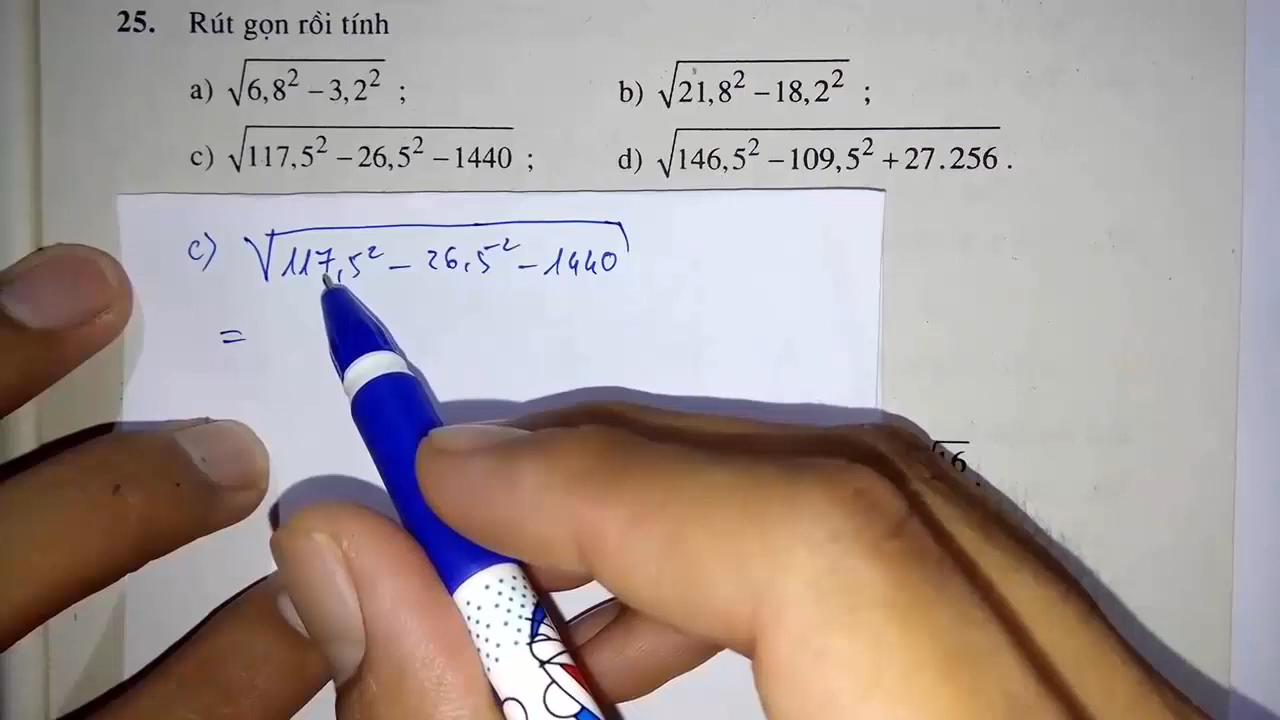 25. Rút gọn rồi tính
a) √6,8² – 3,2² ; b) √21,8² – 18,2² ;
c) √117,5² – 26,5² – 1440 ; d) √146,5² – 109,5² + 27.256 .
c) √117,5² – 26,5² – 1440
=
√16